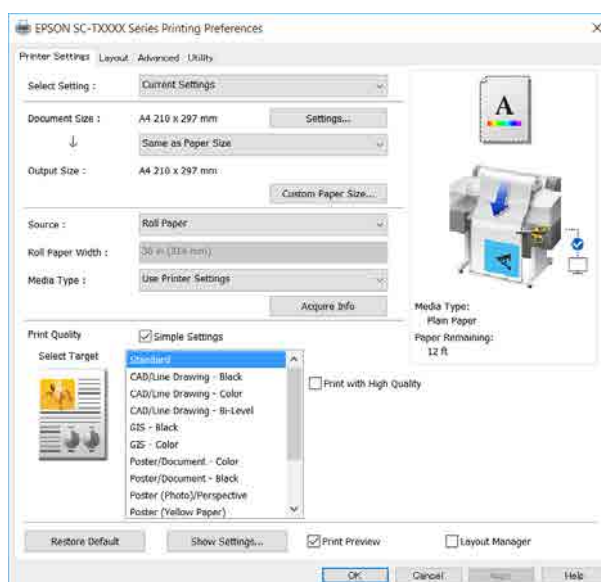 EPSON SC-TXXXX Series Printing Preferences
Printer Settings Layout Advanced Utility
Select Setting : Current Settings
Document Size : A4 210 x 297 mm Settings...
Same as Paper Size
Output Size : A4 210 x 297 mm
Custom Paper Size...
Source : Roll Paper
Roll Paper Width :
Media Type : Use Printer Settings
Acquire Info
A
Media Type:
Plain Paper
Paper Remaining:
12 ft
Print Quality Simple Settings
Select Target
Standard
CAD/Line Drawing - Black
CAD/Line Drawing - Color
CAD/Line Drawing - Bi-Level
GIS - Black
GIS - Color
Poster/Document - Color
Poster/Document - Black
Poster (Photo)/Perspective
Poster (Yellow Paper)
Print with High Quality
Restore Default Show Settings... Print Preview Layout Manager
OK Cancel Help